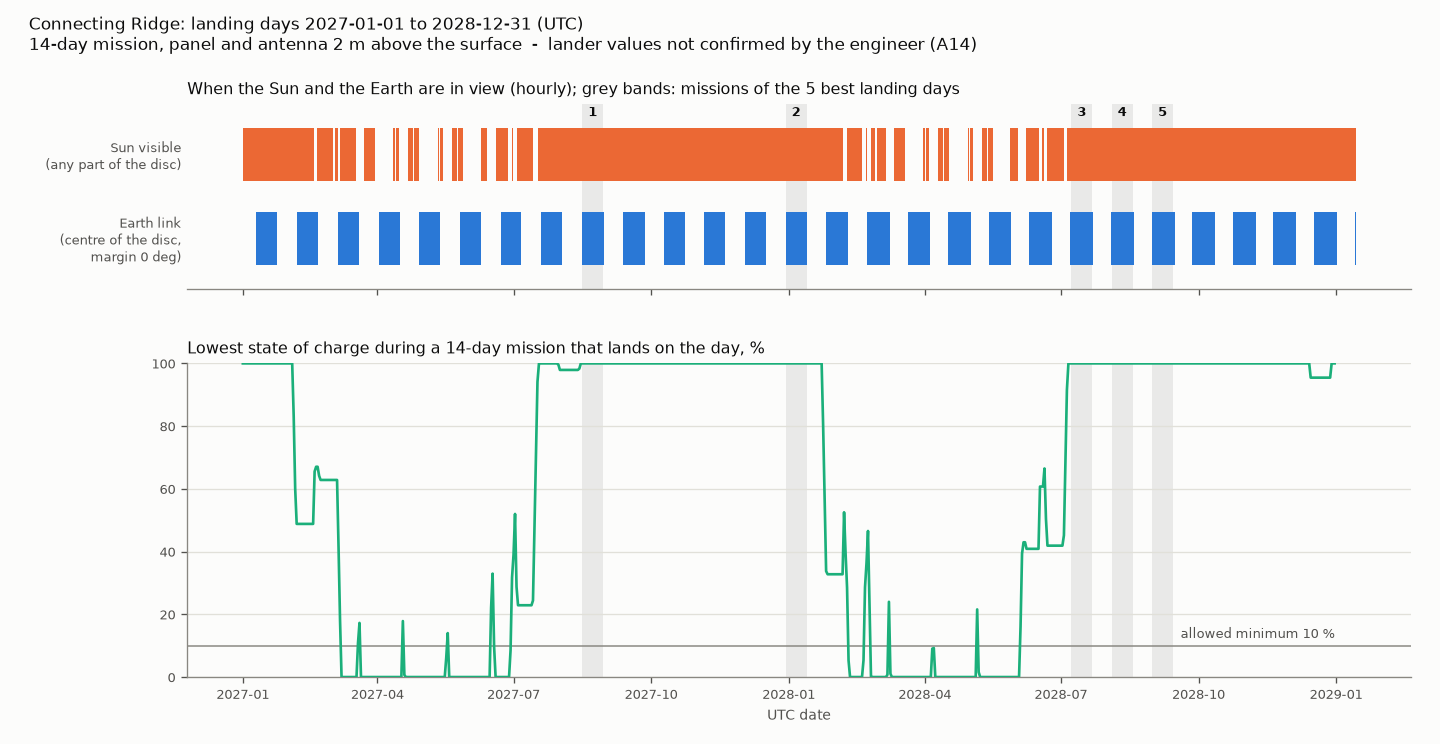 Connecting Ridge: landing days 2027-01-01 to 2028-12-31 (UTC)
14-day mission, panel and antenna 2 m above the surface - lander values not confirmed by the engineer (A14)
When the Sun and the Earth are in view (hourly); grey bands: missions of the 5 best landing days
1 2 3 4 5
Sun visible
(any part of the disc)
Earth link
(centre of the disc,
margin 0 deg)
Lowest state of charge during a 14-day mission that lands on the day, %
100
80
60
40
20
allowed minimum 10 %
0
2027-01 2027-04 2027-07 2027-10 2028-01 2028-04 2028-07 2028-10 2029-01
UTC date